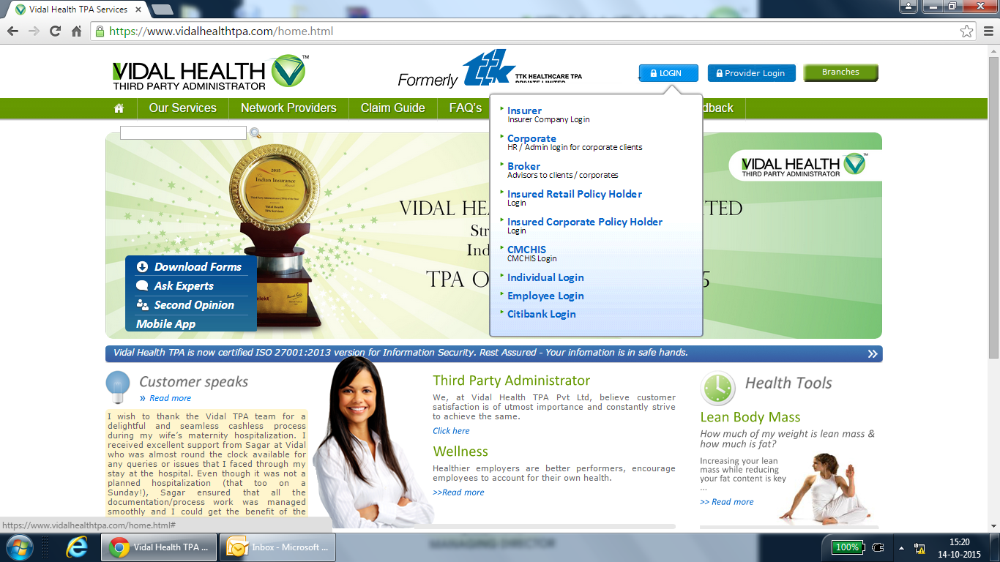 Vidal Health TPA Services
https://www.vidalhealthtpa.com/home.html
VIDAL HEALTH™
THIRD PARTY ADMINISTRATOR
Formerly ttk TTK HEALTHCARE TPA
PRIVATE LIMITED
LOGIN
Provider Login
Branches
Our Services
Network Providers
Claim Guide
FAQ's
dback
Insurer
Insurer Company Login
Corporate
HR / Admin login for corporate clients
Broker
Advisors to clients / corporates
Insured Retail Policy Holder
Login
Insured Corporate Policy Holder
Login
CMCHIS
CMCHIS Login
Individual Login
Employee Login
Citibank Login
2015
Indian Insurance
Vidal Health
TPA Services
VIDAL HE
ITED
Str
Ind
TPA O
5
VIDAL HEALTH™
THIRD PARTY ADMINISTRATOR
Download Forms
Ask Experts
Second Opinion
Mobile App
Vidal Health TPA is now certified ISO 27001:2013 version for Information Security. Rest Assured - Your infomation is in safe hands.
Customer speaks
» Read more
I wish to thank the Vidal TPA team for a
delightful and seamless cashless process
during my wife's maternity hospitalization. I
received excellent support from Sagar at Vidal
who was almost round the clock available for
any queries or issues that I faced through my
stay at the hospital. Even though it was not a
planned hospitalization (that too on a
Sunday!), Sagar ensured that all the
documentation/process work was managed
smoothly and I could get the benefit of the
Third Party Administrator
We, at Vidal Health TPA Pvt Ltd, believe customer
satisfaction is of utmost importance and constantly strive
to achieve the same.
Click here
Wellness
Healthier employers are better performers, encourage
employees to account for their own health.
>>Read more
Health Tools
Lean Body Mass
How much of my weight is lean mass &
how much is fat?
Increasing your lean
mass while reducing
your fat content is key
...
>> Read more
https://www.vidalhealthtpa.com/home.html#
Vidal Health TPA ...
Inbox - Microsoft ...
MANAGING DIRECTOR
100%
15:20
14-10-2015